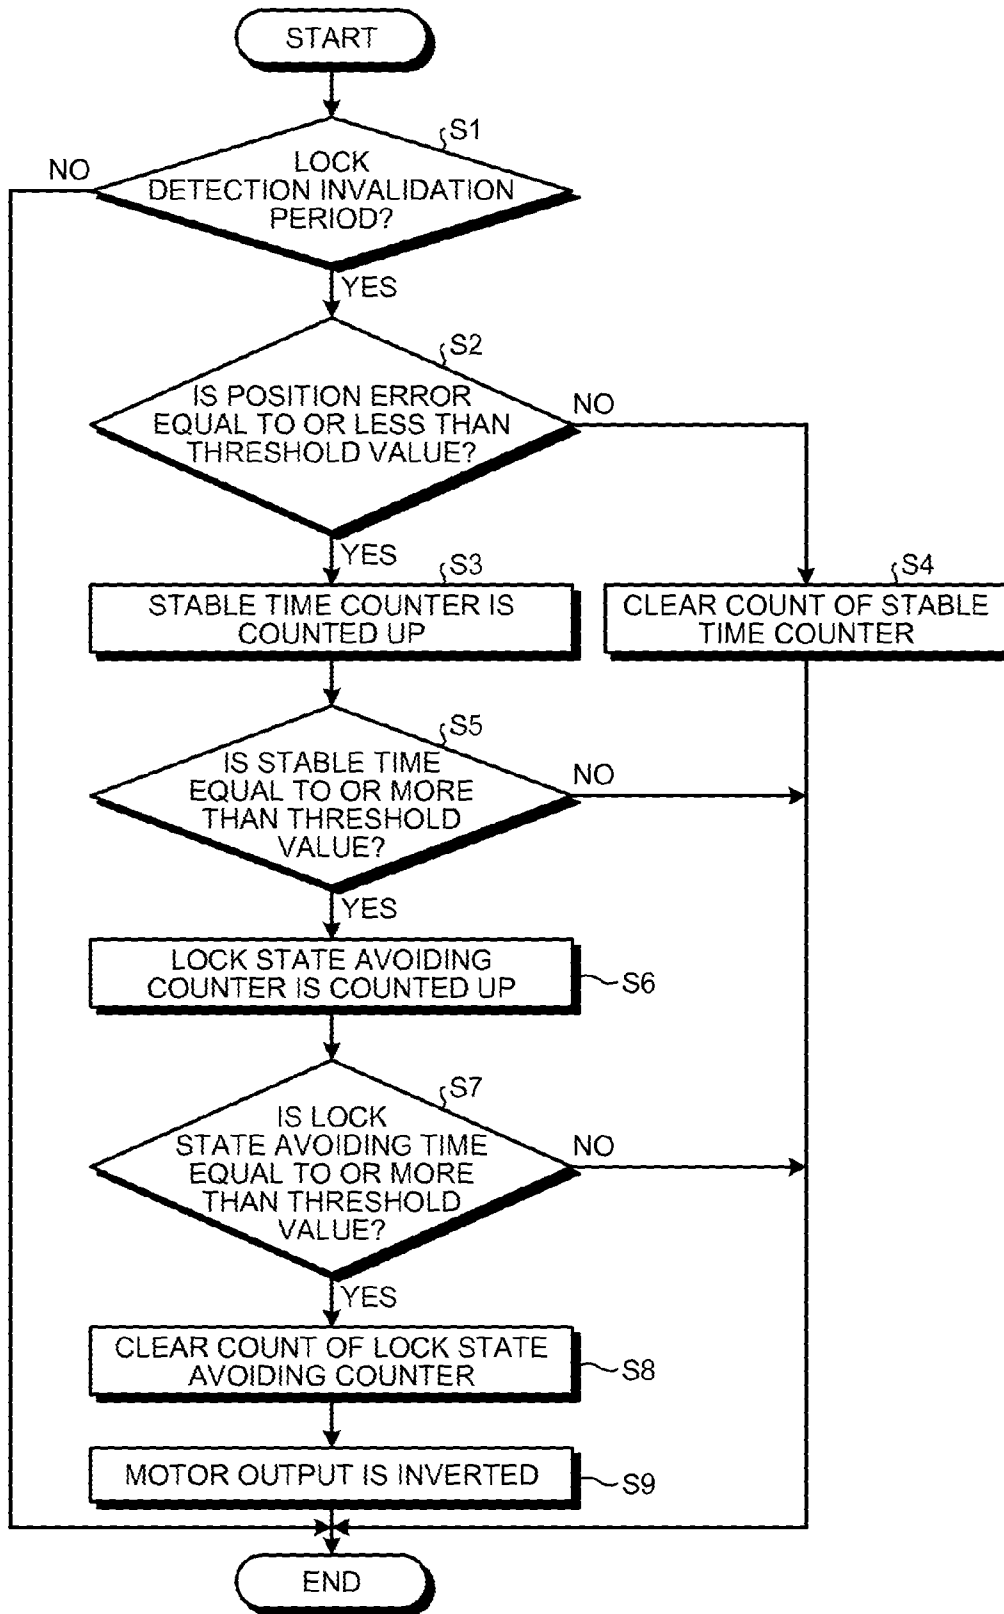 START
S1
NO
LOCK
DETECTION INVALIDATION
PERIOD?
YES
S2
IS POSITION ERROR
EQUAL TO OR LESS THAN
THRESHOLD VALUE?
NO
YES
S3
STABLE TIME COUNTER IS
COUNTED UP
S4
CLEAR COUNT OF STABLE
TIME COUNTER
S5
IS STABLE TIME
EQUAL TO OR MORE
THAN THRESHOLD
VALUE?
NO
YES
LOCK STATE AVOIDING
COUNTER IS COUNTED UP
S6
S7
IS LOCK
STATE AVOIDING TIME
EQUAL TO OR MORE
THAN THRESHOLD
VALUE?
NO
YES
CLEAR COUNT OF LOCK STATE
AVOIDING COUNTER
S8
MOTOR OUTPUT IS INVERTED
S9
END